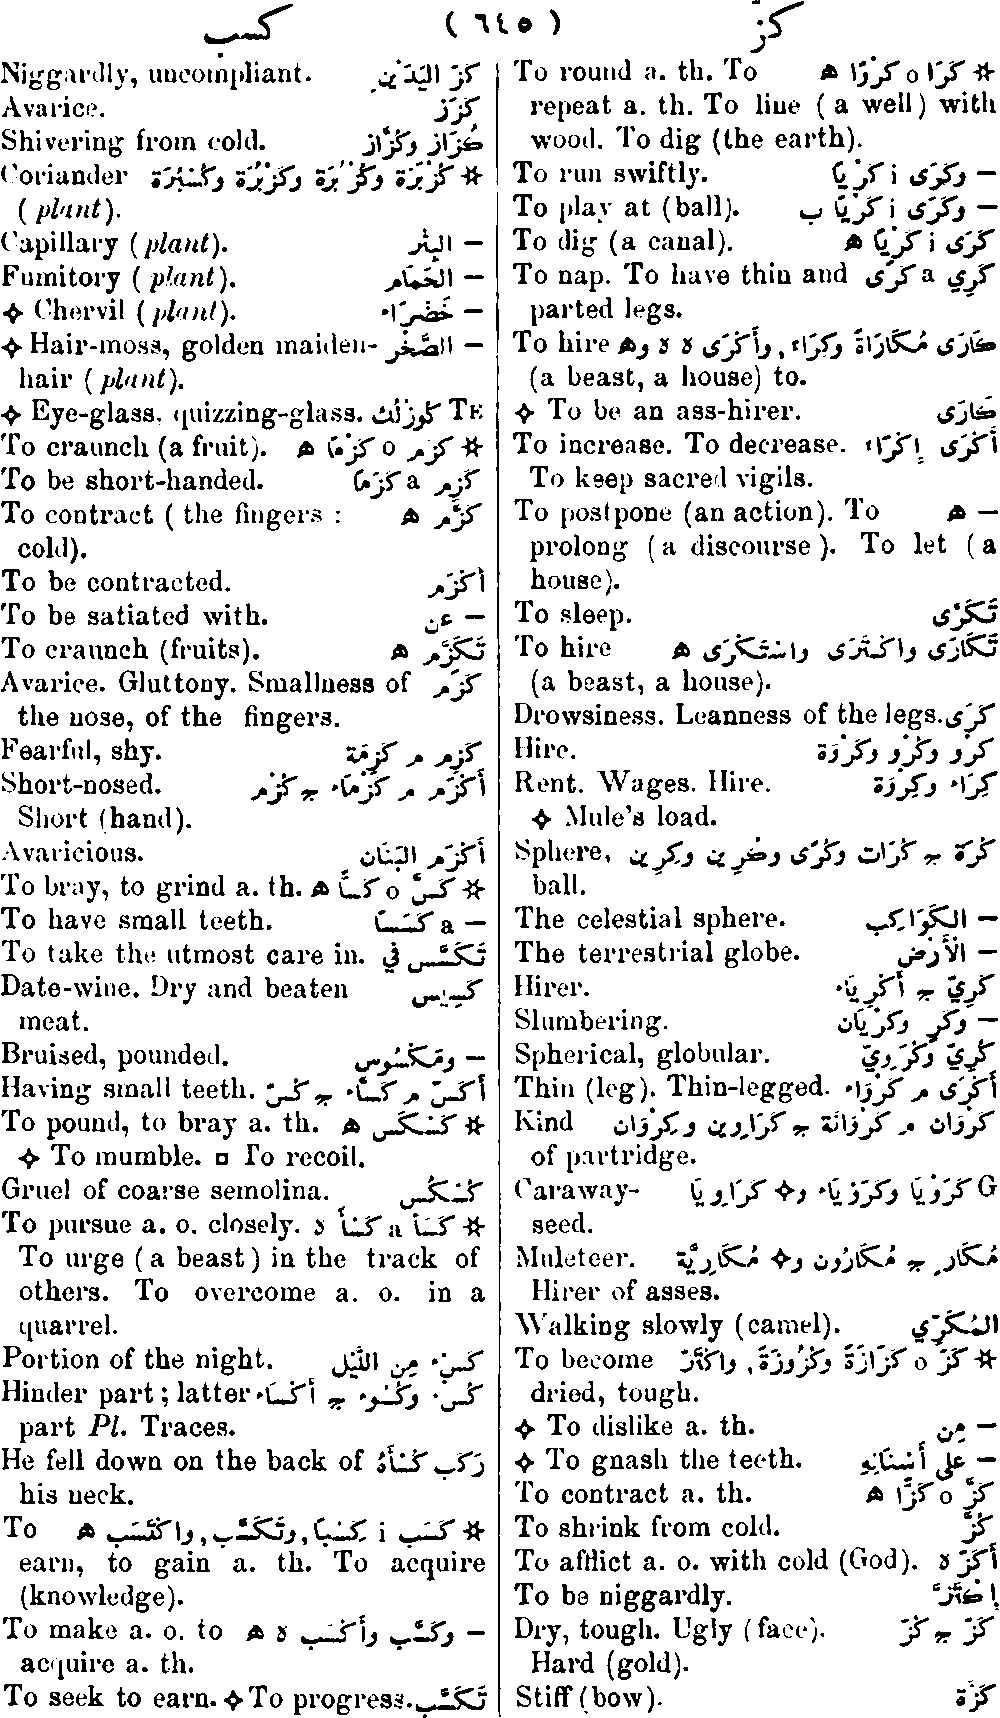 كزّ ( ٦٤٥ ) كسب
To round a. th. To كَرَا o كَرْوًا ه ✲
repeat a. th. To line ( a well ) with
wood. To dig (the earth).
To run swiftly. وكَرَى i كَرْيًا –
To play at (ball). وكَرَى i كَرْيًا ب –
To dig (a canal). كَرَى i كَرْيًا ه
To nap. To have thin and كَرِي a كَرًى
parted legs.
To hire كَارَى مُكَارَاةً وكِرَاء, وأَكْرَى ه ه وه
(a beast, a house) to.
❖ To be an ass-hirer. كَارَى
To increase. To decrease. أَكْرَى إِكْرَاء
To keep sacred vigils.
To postpone (an action). To ه –
prolong ( a discourse ). To let ( a
house).
To sleep. تَكَرَّى
To hire تَكَارَى واكْتَرَى واسْتَكْرَى ه
(a beast, a house).
Drowsiness. Leanness of the legs. كَرًى
Hire. كَرْو وكُرْو وكَرْوَة
Rent. Wages. Hire. كِرَاء وكِرْوَة
❖ Mule's load.
Sphere, كُرَة ج كُرَات وكُرًى وكُرِين وكِرِين
ball.
The celestial sphere. الكَوَاكِب –
The terrestrial globe. الأَرْض –
Hirer. كَرِيّ ج أَكْرِيَاء
Slumbering. وكَرٍ وكَرْيَان –
Spherical, globular. كُرِيّ وكُرَوِيّ
Thin (leg). Thin-legged. أَكْرَى م كَرْوَاء
Kind كَرَوَان م كَرَوَانَة ج كَرَاوِين وكِرْوَان
of partridge.
Caraway- G كَرَوْيَا وكَرَوْيَاء و❖ كَرَاوِيَا
seed.
Muleteer. مُكَارٍ ج مُكَارُون و❖ مُكَارِيَّة
Hirer of asses.
Walking slowly (camel). المُكَرِّي
To become كَزَّ o كَزَازَةً وكُزُوزَةً, واكْتَزَّ ✲
dried, tough.
❖ To dislike a. th. مِن –
❖ To gnash the teeth. على أَسْنَانِهِ –
To contract a. th. كَزَّ o كَزًّا ه
To shrink from cold. كُزَّ
To afflict a. o. with cold (God). أَكَزَّ ه
To be niggardly. إِكْتَزَّ
Dry, tough. Ugly ( face). كَزّ ج كُزّ
Hard (gold).
Stiff (bow). كَزَّة
Niggardly, uncompliant. كَزّ اليَدَيْن
Avarice. كَزَز
Shivering from cold. كُزَاز وكُزَّاز
Coriander كُزْبَرَة وكُزْبُرَة وكُزْبُرَة وكُسْبُرَة ✲
( plant).
Capillary ( plant). البِئْر –
Fumitory ( plant). الحَمَام –
❖ Chervil ( plant). خَضْرَاء –
❖ Hair-moss, golden maiden- الصَّخْر –
hair ( plant).
❖ Eye-glass, quizzing-glass. TE كُوزْلُك
To craunch (a fruit). كَزَم o كَزْمًا ه ✲
To be short-handed. كَزِم a كَزَمًا
To contract ( the fingers : كَزَّم ه
cold).
To be contracted. أَكْزَم
To be satiated with. عن –
To craunch (fruits). تَكَزَّم ه
Avarice. Gluttony. Smallness of كَزَم
the nose, of the fingers.
Fearful, shy. كَزِم م كَزِمَة
Short-nosed. أَكْزَم م كَزْمَاء ج كُزْم
Short (hand).
Avaricious. أَكْزَم البَنَان
To bray, to grind a. th. كَسَّ o كَسًّا ه ✲
To have small teeth. a كَسَسًا –
To take the utmost care in. تَكَسَّس في
Date-wine. Dry and beaten كَسِيس
meat.
Bruised, pounded. ومَكْسُوس –
Having small teeth. أَكَسّ م كَسَّاء ج كُسّ
To pound, to bray a. th. كَسْكَس ه ✲
❖ To mumble. ▫ To recoil.
Gruel of coarse semolina. كُسْكُس
To pursue a. o. closely. كَسَأ a كَسْأً ه ✲
To urge ( a beast ) in the track of
others. To overcome a. o. in a
quarrel.
Portion of the night. كَسْء مِن اللَّيْل
Hinder part ; latter كُسْء وكُسُوء ج أَكْسَاء
part Pl. Traces.
He fell down on the back of رَكِب كُسْأَهُ
his neck.
To كَسَب i كَسْبًا, وتَكَسَّب, واكْتَسَب ه ✲
earn, to gain a. th. To acquire
(knowledge).
To make a. o. to وكَسَّب وأَكْسَب ه ه –
acquire a. th.
To seek to earn. ❖ To progress. تَكَسَّب